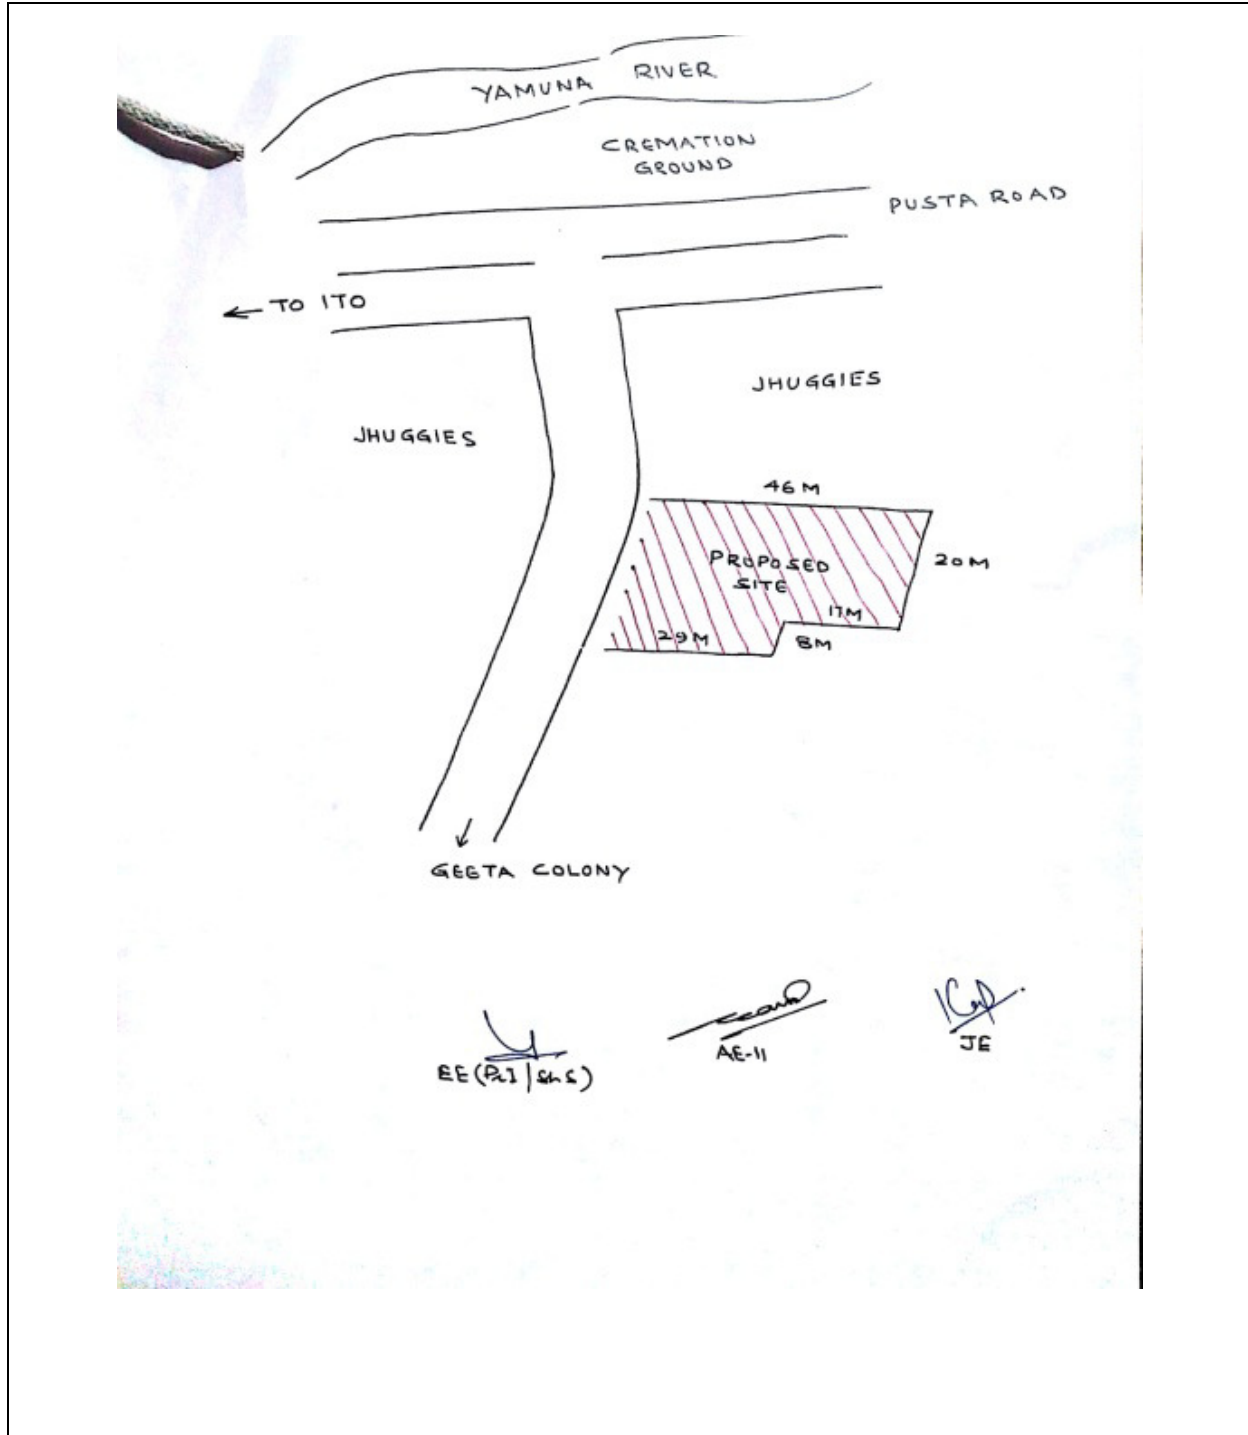 YAMUNA RIVER
CREMATION
GROUND
PUSTA ROAD
← TO ITO
JHUGGIES
JHUGGIES
46 M
PROPOSED
SITE
20 M
17M
29 M
8M
GEETA COLONY
AE-II
JE
EE